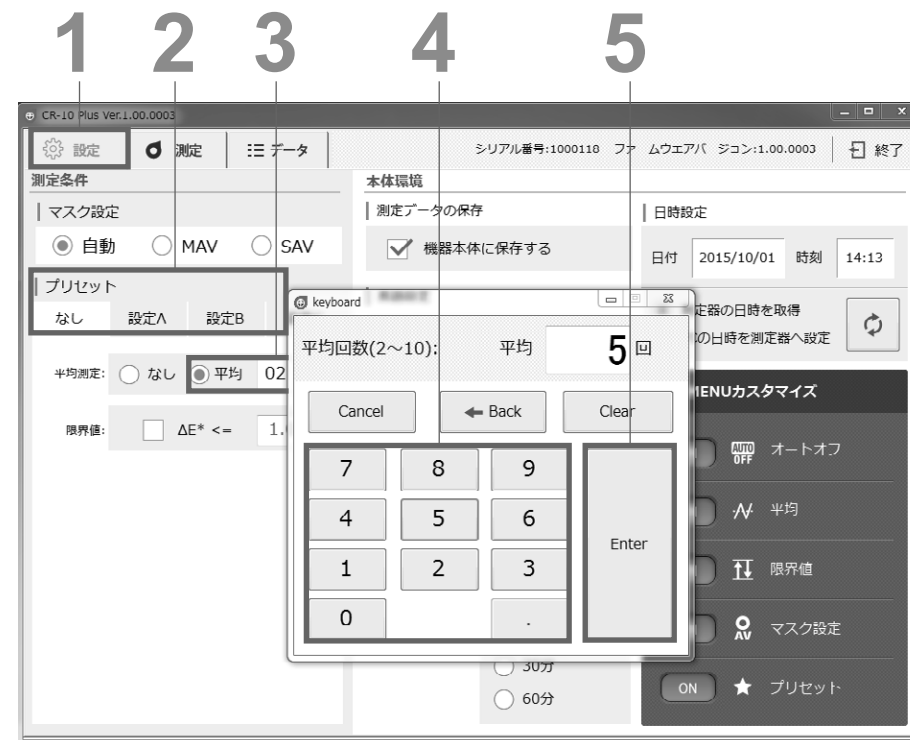 1 2 3 4 5
CR-10 Plus Ver.1.00.0003
設定 測定 データ シリアル番号:1000118 ファ ムウエアバ ジコン:1.00.0003 終了
測定条件
マスク設定
自動 MAV SAV
プリセット
なし 設定A 設定B
平均測定: なし 平均 02
限界値: ΔE* <= 1.
本体環境
測定データの保存
機器本体に保存する
日時設定
日付 2015/10/01 時刻 14:13
定器の日時を取得
の日時を測定器へ設定
keyboard
平均回数(2~10): 平均 5 回
Cancel Back Clear
7 8 9
4 5 6
1 2 3
0 .
Enter
30分
60分
MENUカスタマイズ
AUTO OFF オートオフ
平均
限界値
AV マスク設定
ON プリセット